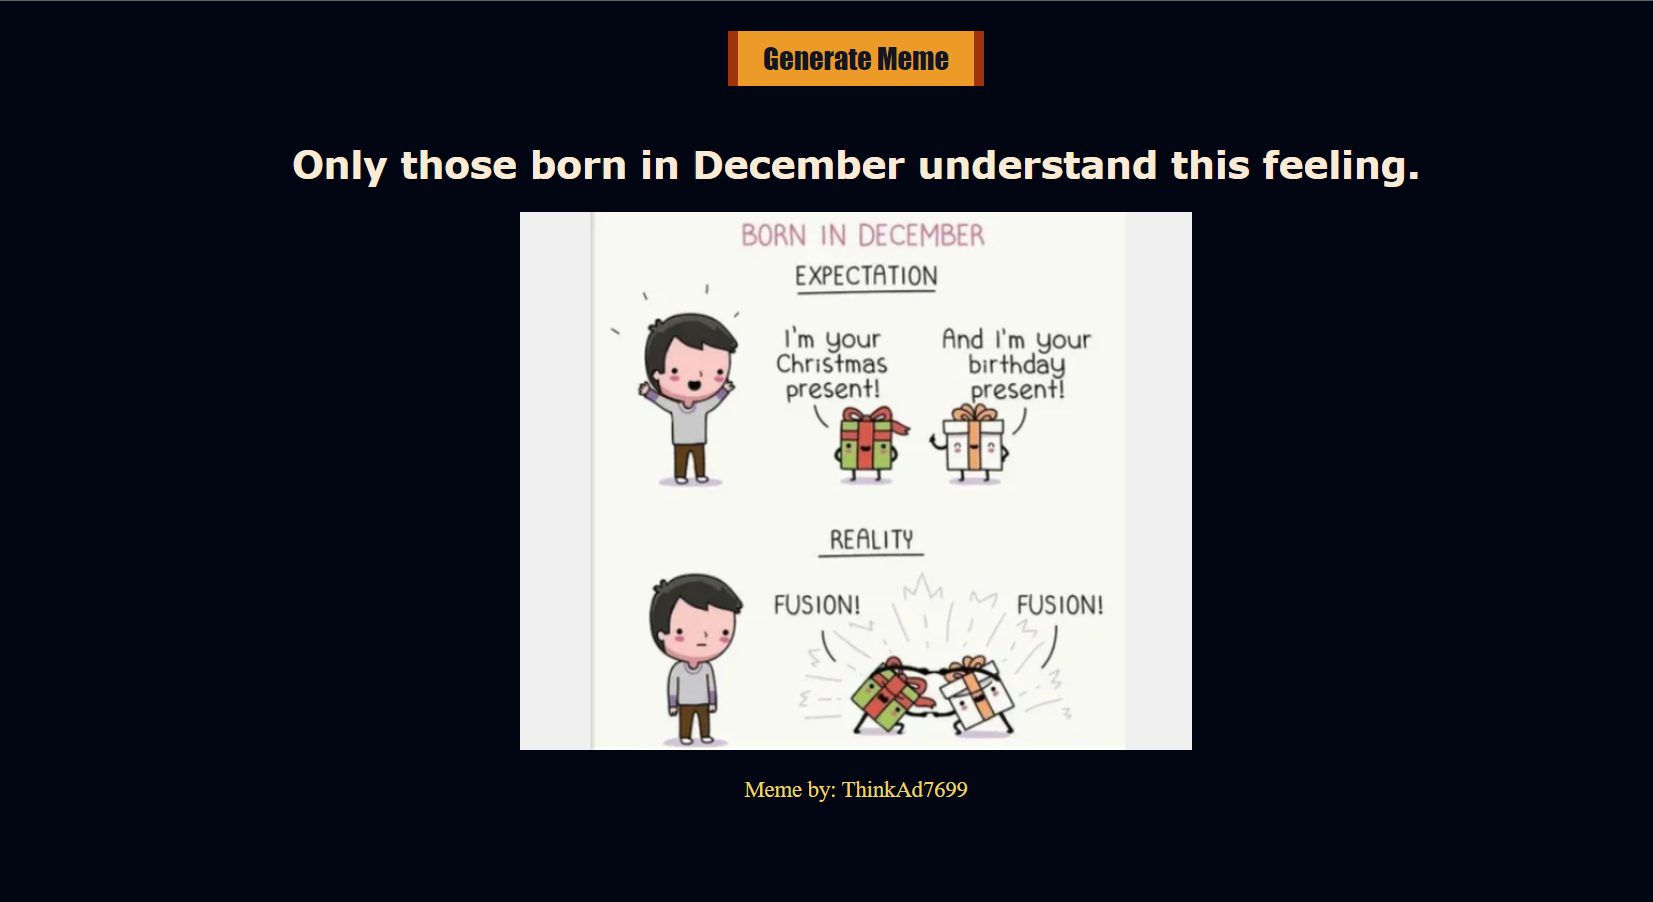 Generate Meme
Only those born in December understand this feeling.
BORN IN DECEMBER
EXPECTATION
I'm your
Christmas
present!
And I'm your
birthday
present!
REALITY
FUSION!
FUSION!
Meme by: ThinkAd7699